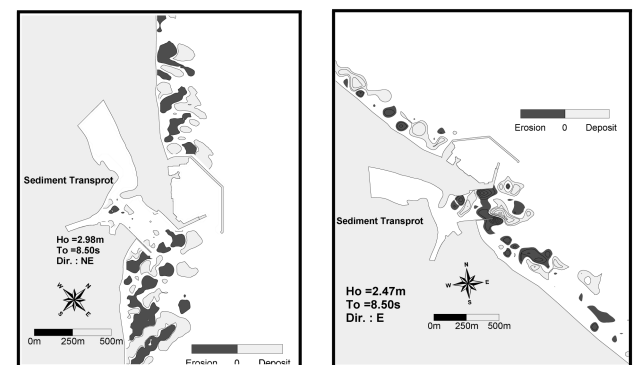 Sediment Transprot
Ho =2.98m
To =8.50s
Dir. : NE
N
W
E
S
0m 250m 500m
Erosion 0 Deposit
Erosion 0 Deposit
Sediment Transprot
Ho =2.47m
To =8.50s
Dir. : E
N
W E
S
0m 250m 500m